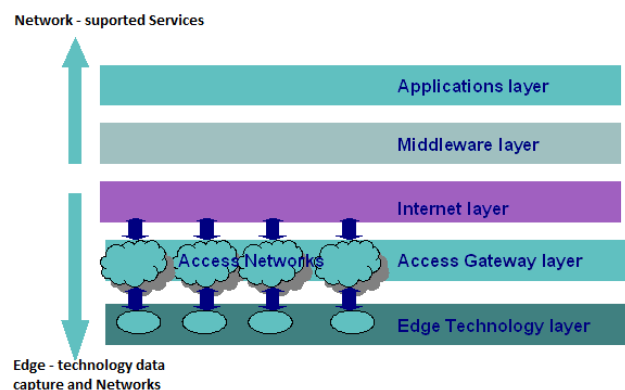 Network - suported Services
Applications layer
Middleware layer
Internet layer
Access Networks
Access Gateway layer
Edge Technology layer
Edge - technology data
capture and Networks